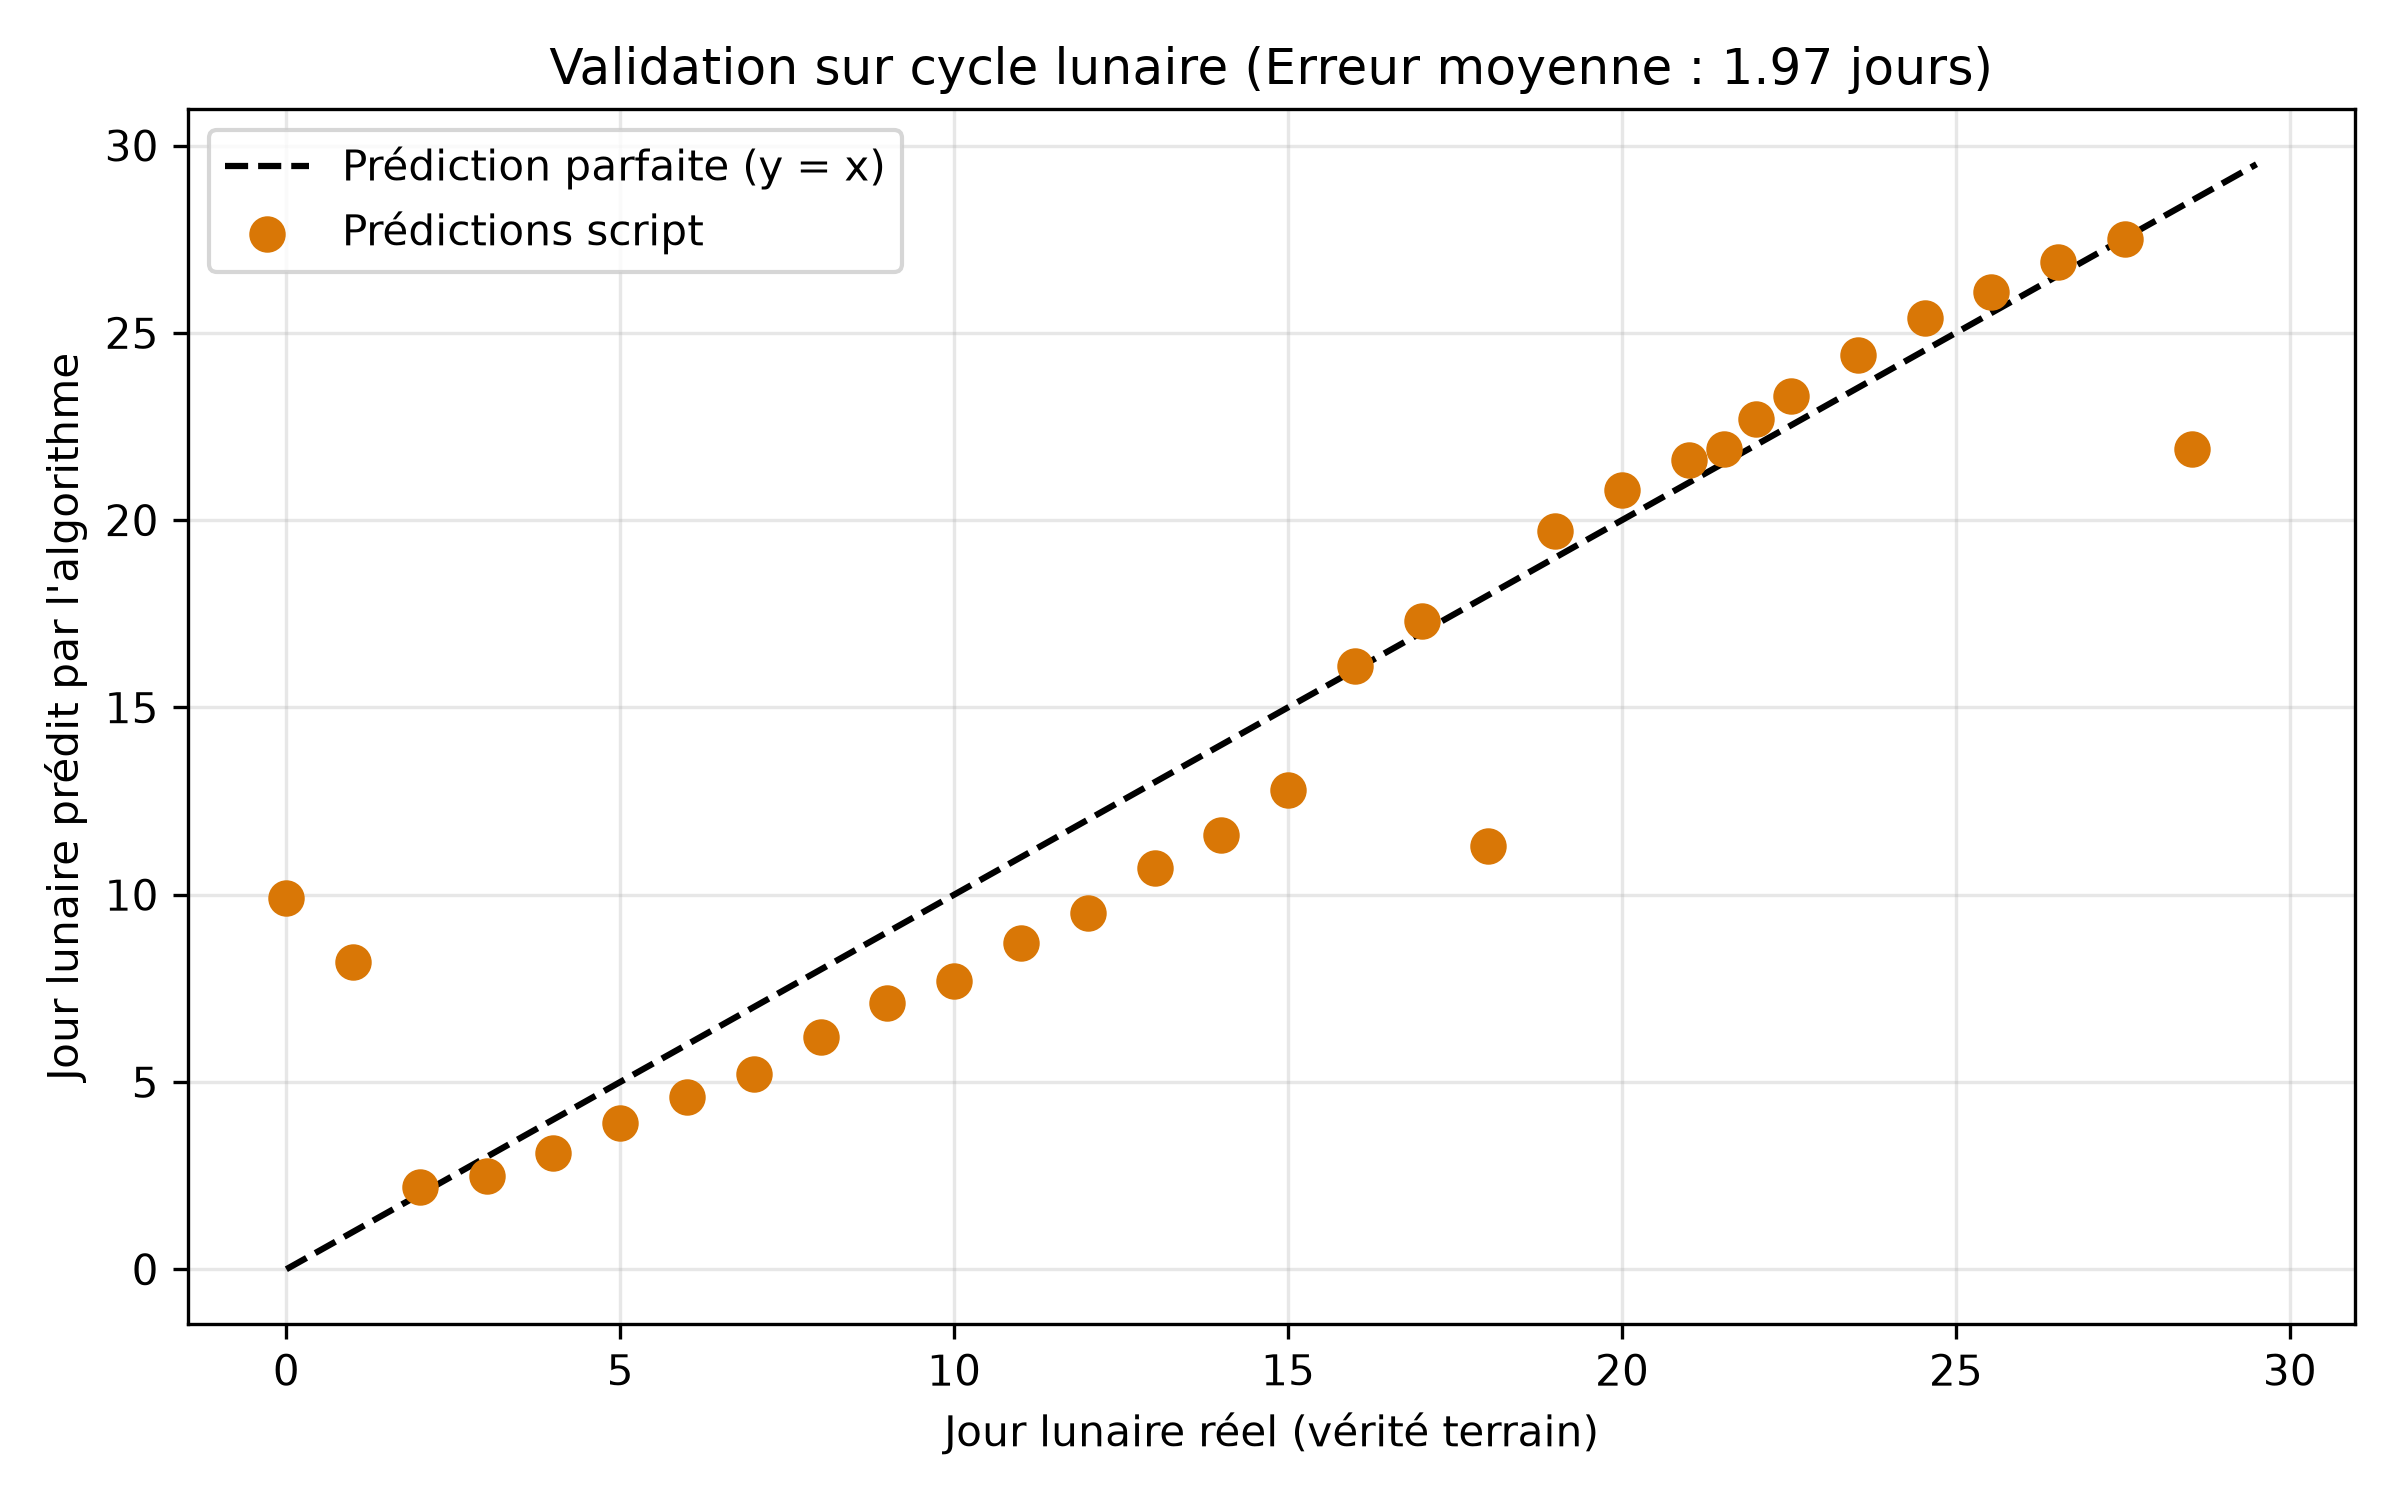 Validation sur cycle lunaire (Erreur moyenne : 1.97 jours)
Prédiction parfaite (y = x)
Prédictions script
Jour lunaire prédit par l'algorithme
30
25
20
15
10
5
0
0 5 10 15 20 25 30
Jour lunaire réel (vérité terrain)